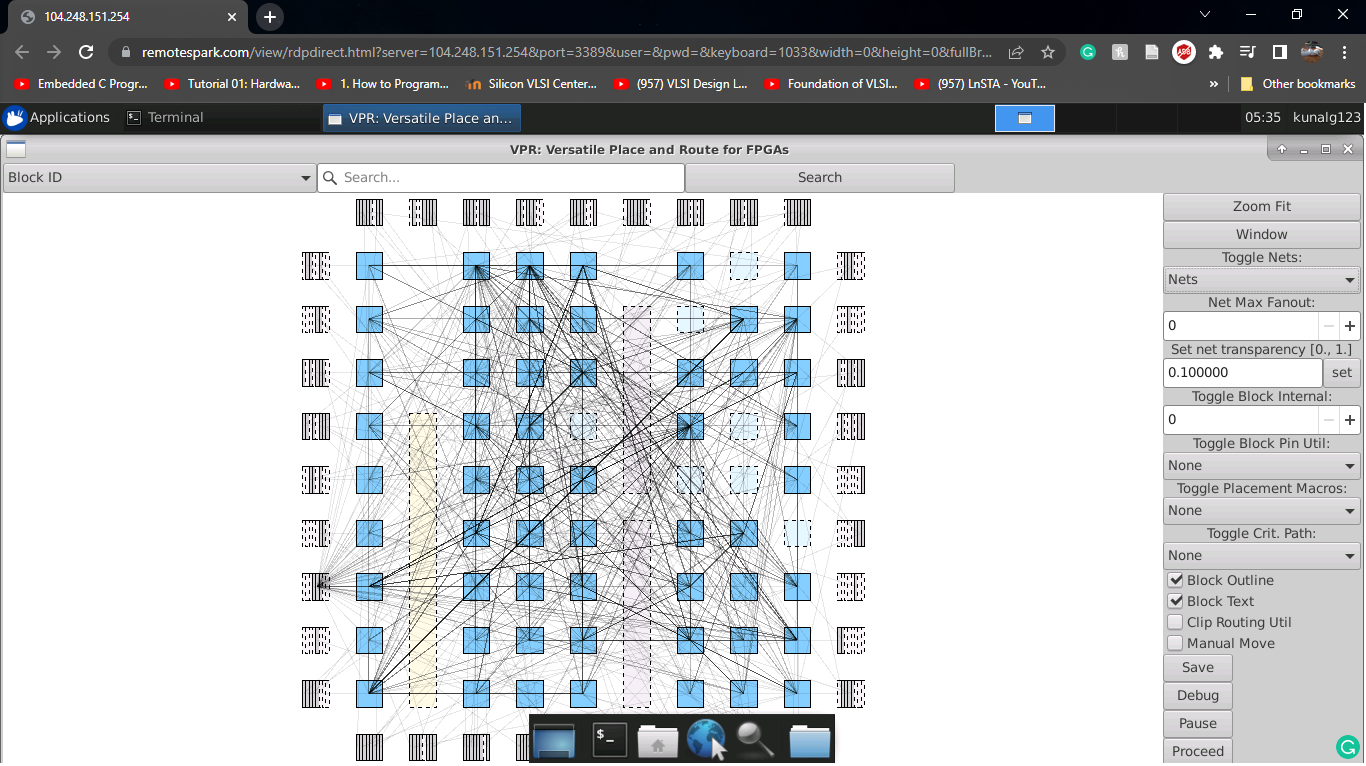 104.248.151.254
remotespark.com/view/rdpdirect.html?server=104.248.151.254&port=3389&user=&pwd=&keyboard=1033&width=0&height=0&fullBr...
Embedded C Progr... Tutorial 01: Hardwa... 1. How to Program... Silicon VLSI Center... (957) VLSI Design L... Foundation of VLSI... (957) LnSTA - YouT... » Other bookmarks
Applications Terminal VPR: Versatile Place an... 05:35 kunalg123
VPR: Versatile Place and Route for FPGAs
Block ID Search... Search
Zoom Fit
Window
Toggle Nets:
Nets
Net Max Fanout:
0
Set net transparency [0., 1.]
0.100000 set
Toggle Block Internal:
0
Toggle Block Pin Util:
None
Toggle Placement Macros:
None
Toggle Crit. Path:
None
Block Outline
Block Text
Clip Routing Util
Manual Move
Save
Debug
Pause
Proceed